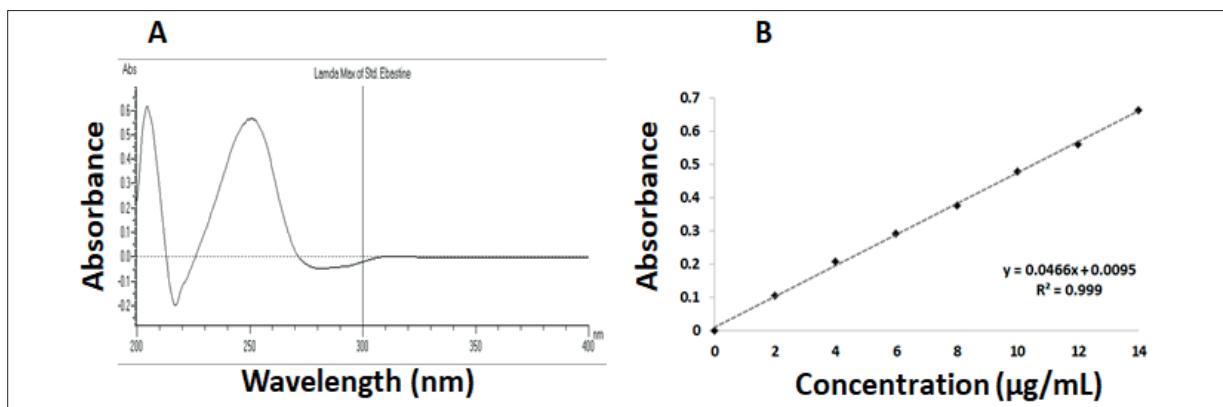 A
Abs
Lamda Max of Std. Ebastine
0.6
0.5
0.4
0.3
0.2
0.1
0.0
-0.1
-0.2
200
250
300
350
400
nm
Absorbance
Wavelength (nm)
B
0.7
0.6
0.5
0.4
0.3
0.2
0.1
0
0 2 4 6 8 10 12 14
y = 0.0466x + 0.0095
R² = 0.999
Absorbance
Concentration (µg/mL)